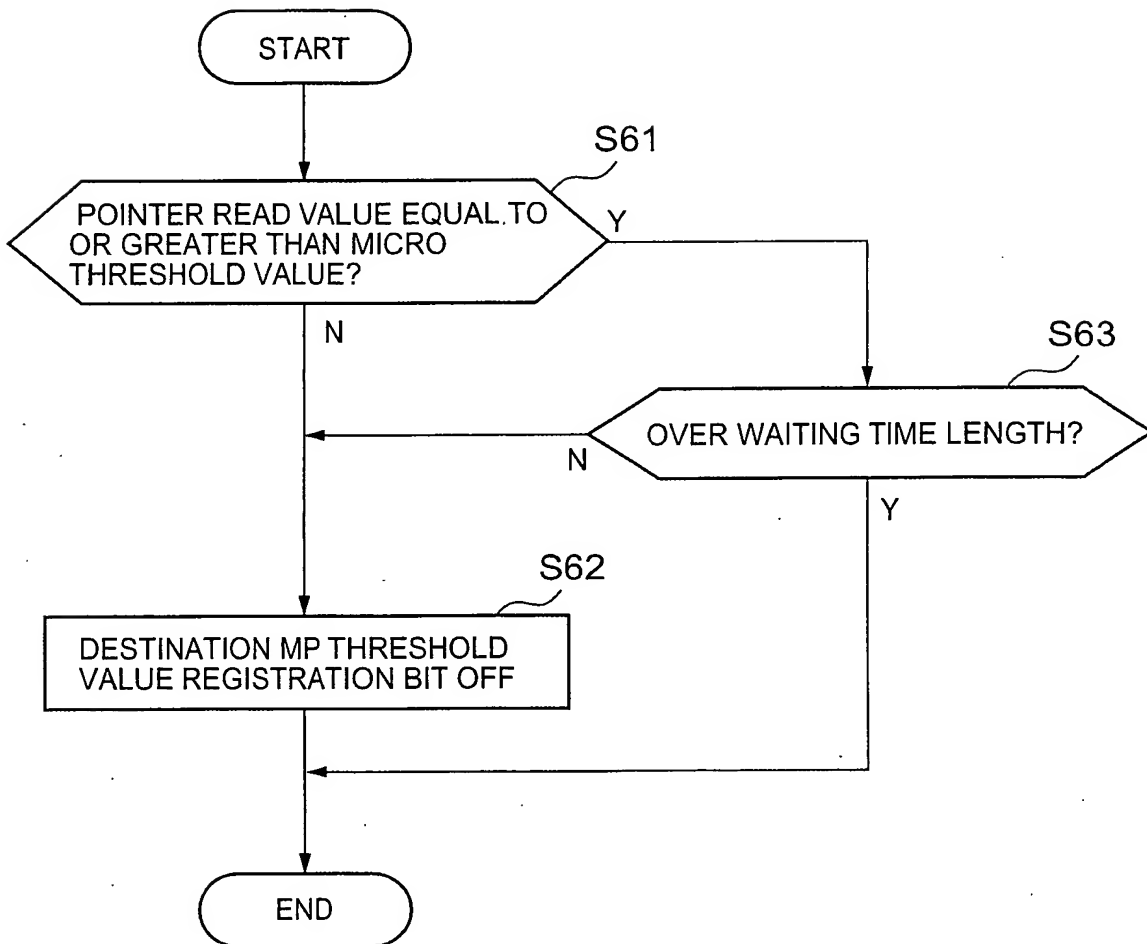 START
S61
POINTER READ VALUE EQUAL.TO
OR GREATER THAN MICRO
THRESHOLD VALUE?
Y
N
S63
OVER WAITING TIME LENGTH?
N
Y
S62
DESTINATION MP THRESHOLD
VALUE REGISTRATION BIT OFF
END